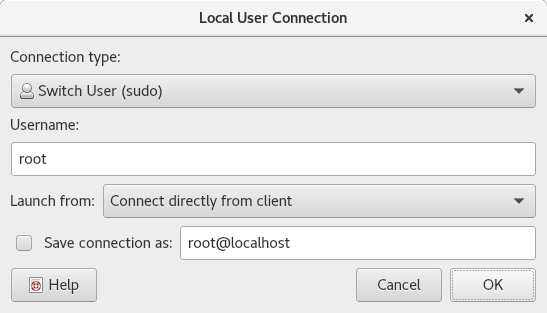 Local User Connection
Connection type:
Switch User (sudo)
Username:
root
Launch from: Connect directly from client
Save connection as: root@localhost
Help Cancel OK